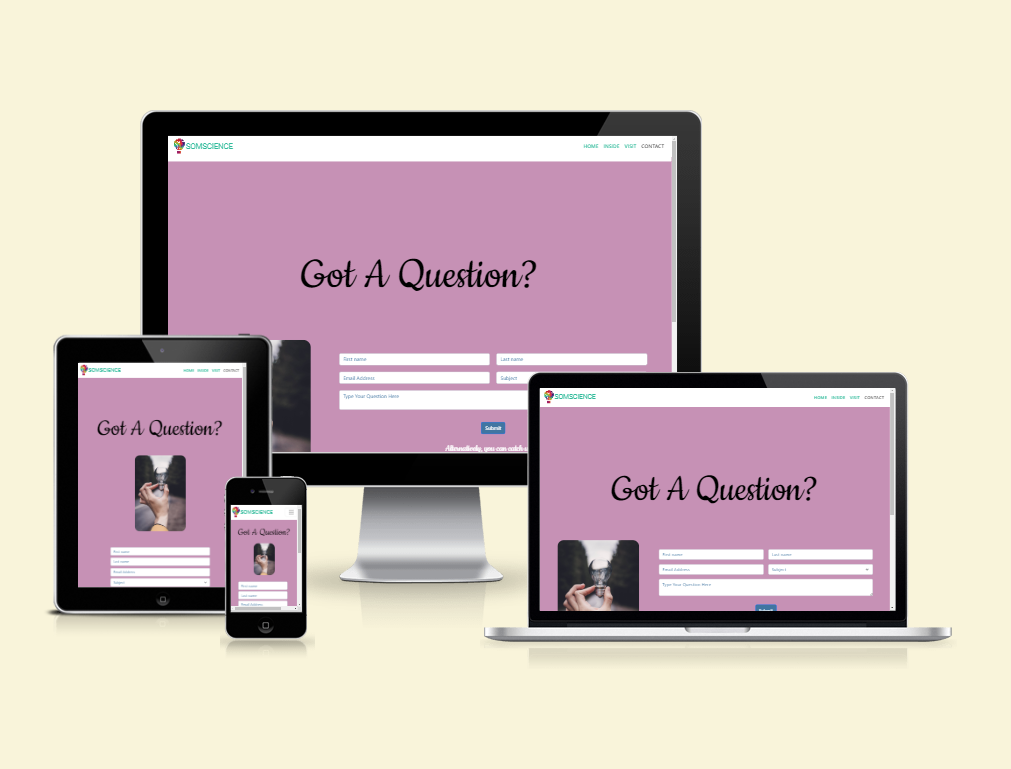 SOMSCIENCE HOME INSIDE VISIT CONTACT
Got A Question?
First name Last name
Email Address Subject
Type Your Question Here
Submit
Alternatively, you can catch
SOMSCIENCE HOME INSIDE VISIT CONTACT
Got A Question?
First name
Last name
Email Address
Subject
SOMSCIENCE
Got A Question?
First name
Last name
Email Address
SOMSCIENCE HOME INSIDE VISIT CONTACT
Got A Question?
First name Last name
Email Address Subject
Type Your Question Here
Submit